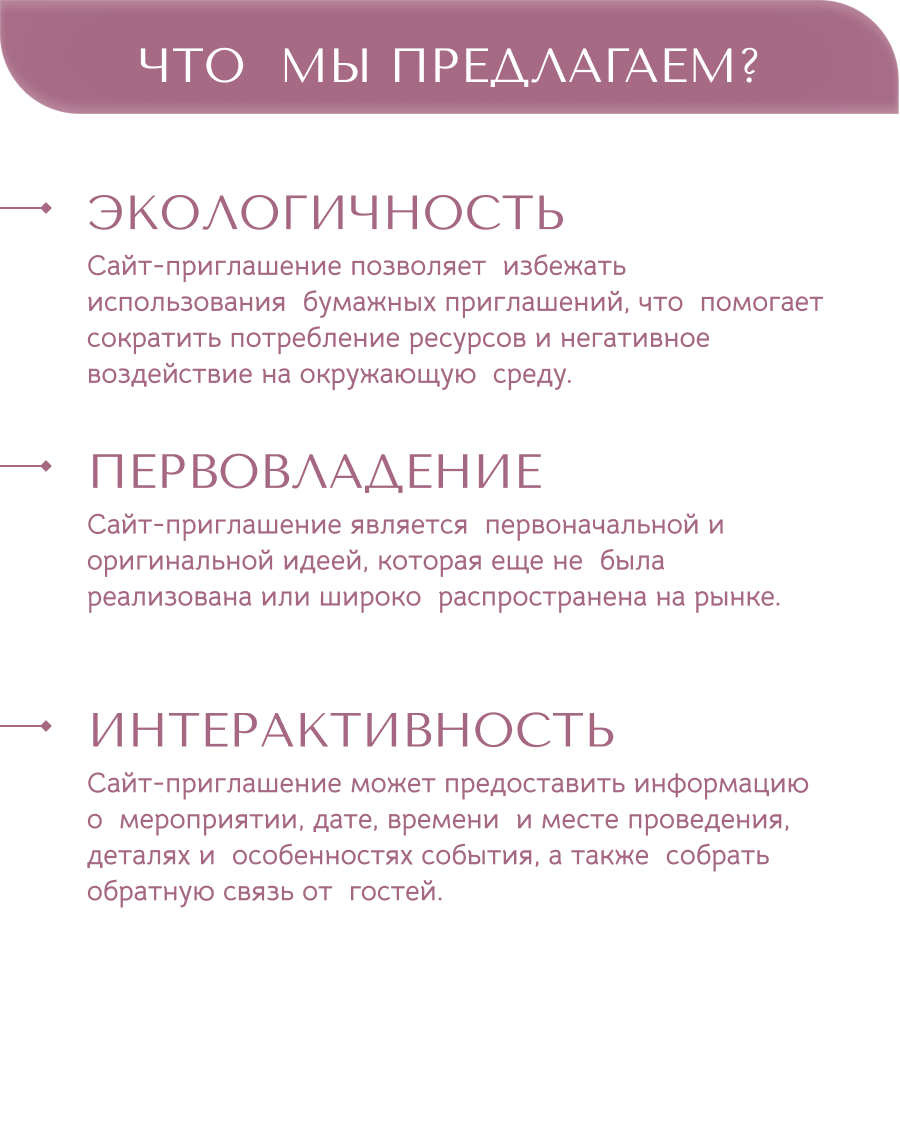 ЧТО МЫ ПРЕДЛАГАЕМ?
ЭКОЛОГИЧНОСТЬ
Сайт-приглашение позволяет избежать
использования бумажных приглашений, что помогает
сократить потребление ресурсов и негативное
воздействие на окружающую среду.
ПЕРВОВЛАДЕНИЕ
Сайт-приглашение является первоначальной и
оригинальной идеей, которая еще не была
реализована или широко распространена на рынке.
ИНТЕРАКТИВНОСТЬ
Сайт-приглашение может предоставить информацию
о мероприятии, дате, времени и месте проведения,
деталях и особенностях события, а также собрать
обратную связь от гостей.